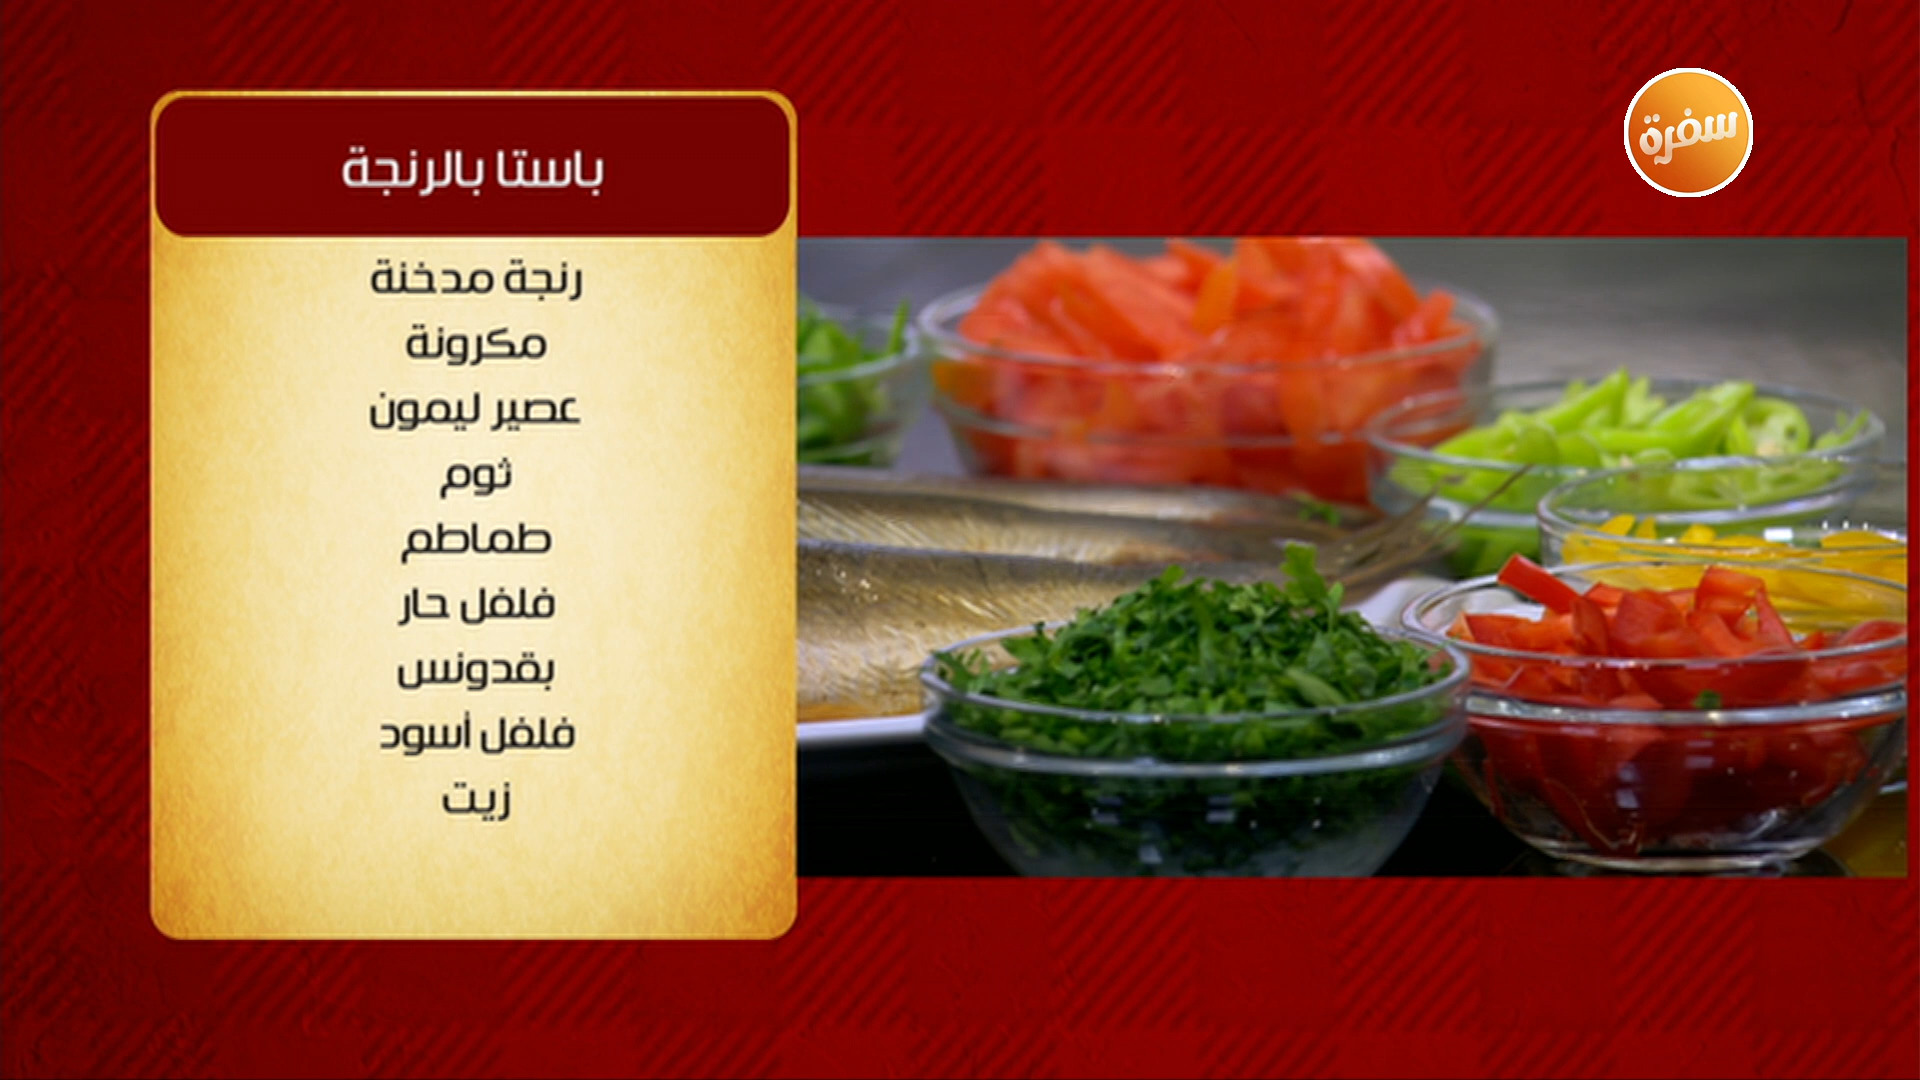 سفرة
باستا بالرنجة
رنجة مدخنة
مكرونة
عصير ليمون
ثوم
طماطم
فلفل حار
بقدونس
فلفل أسود
زيت